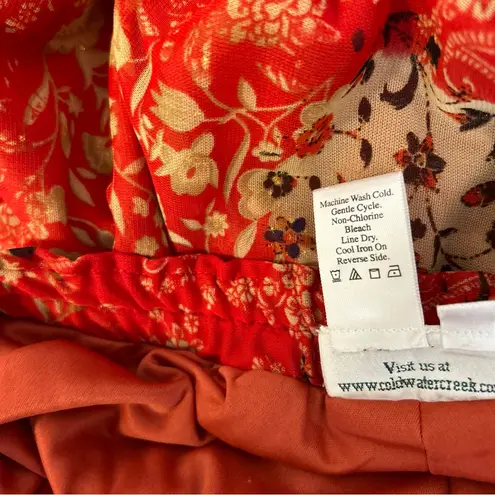 Machine Wash Cold.
Gentle Cycle.
Non-Chlorine
Bleach
Line Dry.
Cool Iron On
Reverse Side.
Visit us at
www.coldwatercreek.co